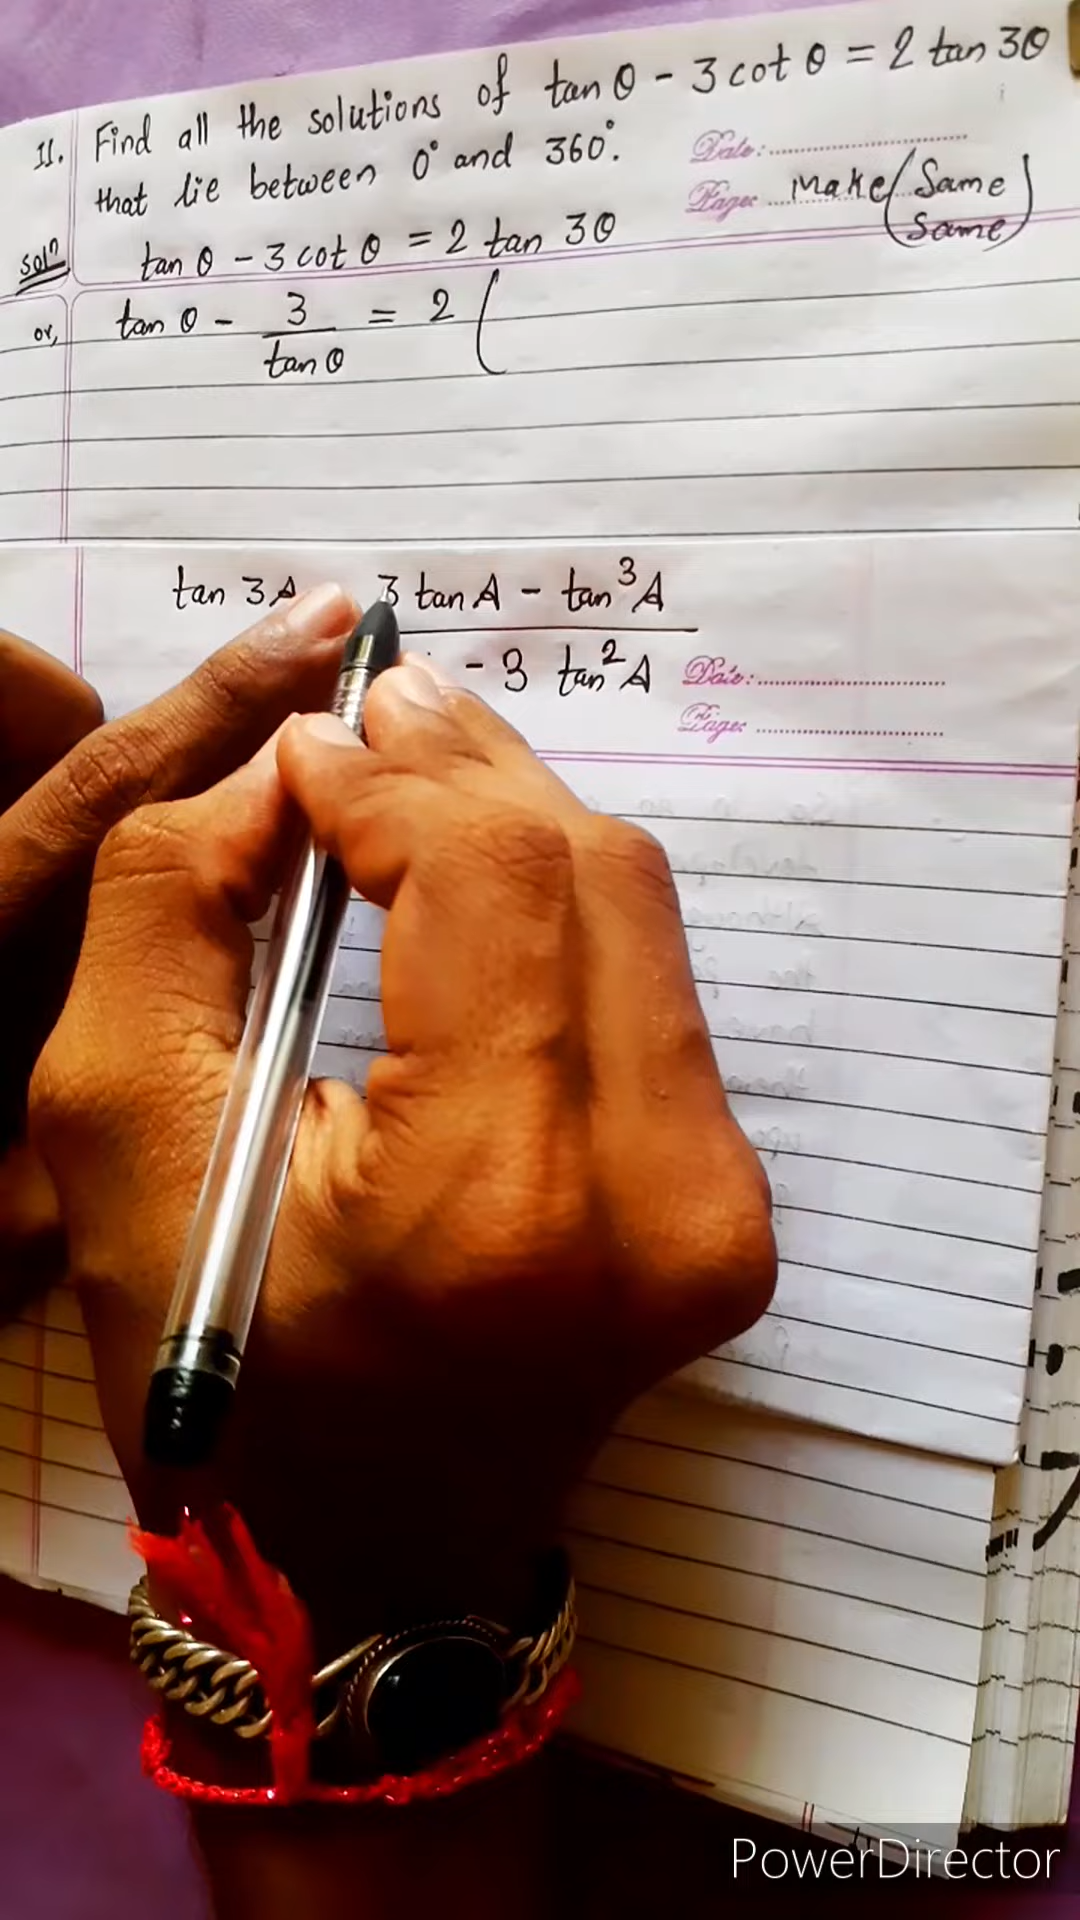 11. Find all the solutions of tan θ - 3 cot θ = 2 tan 3θ
that lie between 0° and 360°.
Date:
Page:
Make (Same
Same)
Solⁿ tan θ - 3 cot θ = 2 tan 3θ
or, tan θ - 3 / tan θ = 2 (
tan 3A 3 tan A - tan³A
- 3 tan²A
Date:
Page:
PowerDirector